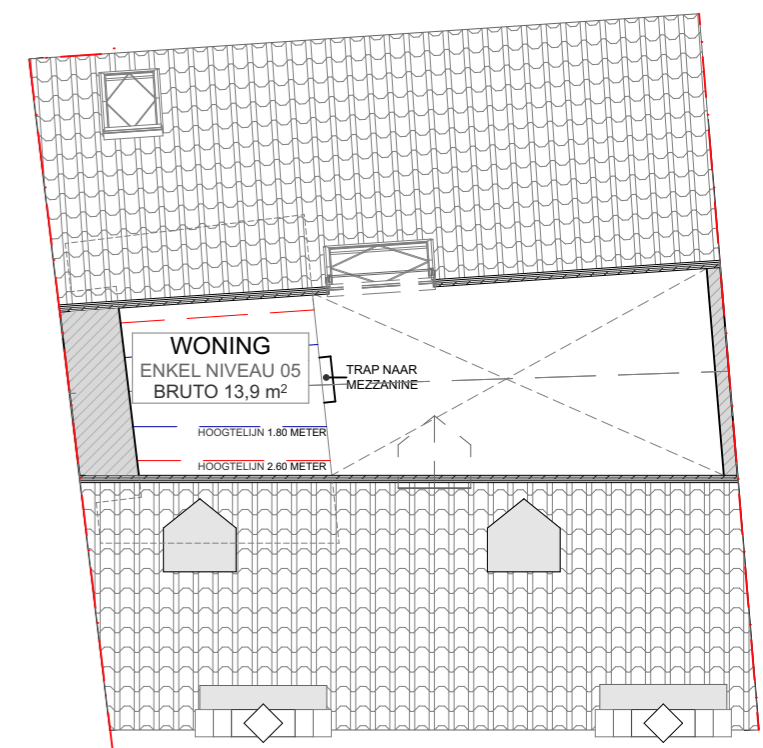 WONING
ENKEL NIVEAU 05
BRUTO 13,9 m²
TRAP NAAR
MEZZANINE
HOOGTELIJN 1.80 METER
HOOGTELIJN 2.60 METER